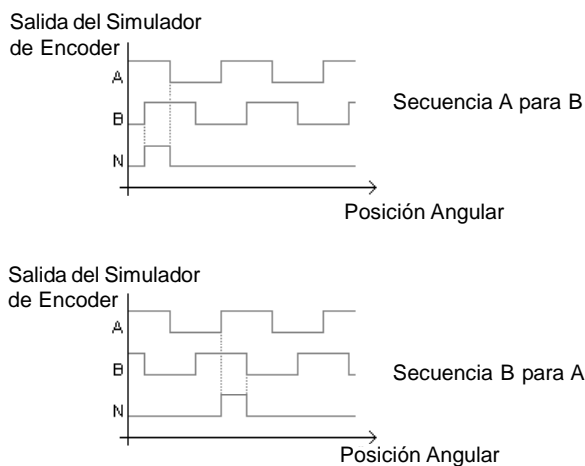 Salida del Simulador
de Encoder
A
B
N
Secuencia A para B
Posición Angular
Salida del Simulador
de Encoder
A
B
N
Secuencia B para A
Posición Angular